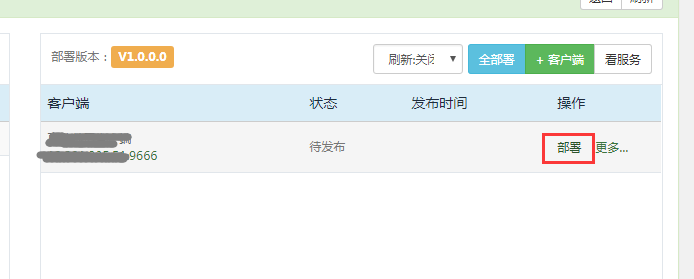 部署版本：V1.0.0.0
刷新:关闭
全部署
+ 客户端
看服务
客户端 状态 发布时间 操作
待发布 部署 更多...
9666